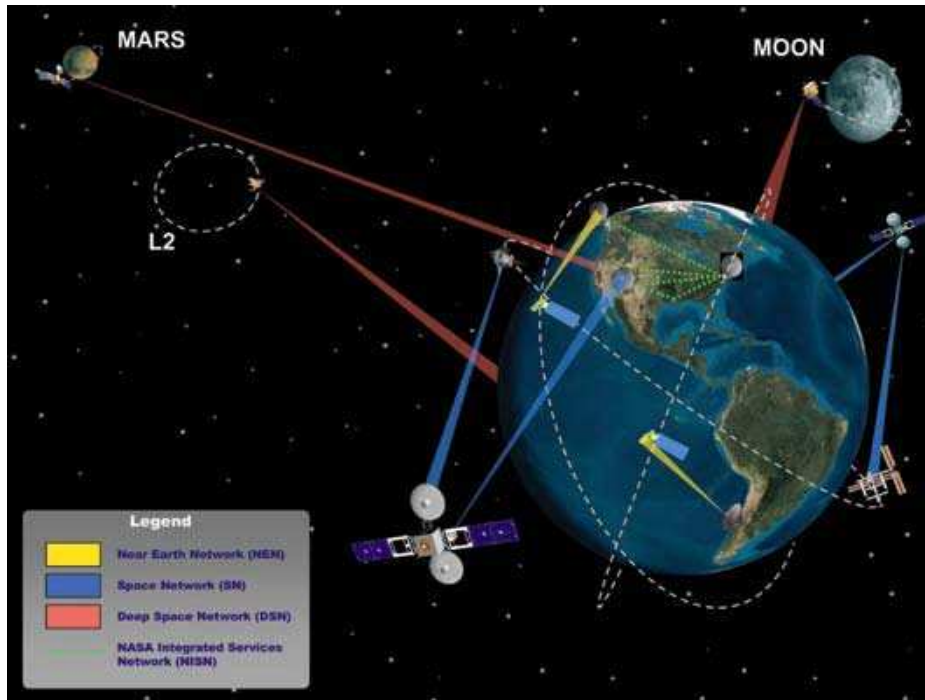 MARS
MOON
L2
Legend
Near Earth Network (NEN)
Space Network (SN)
Deep Space Network (DSN)
NASA Integrated Services
Network (NISN)